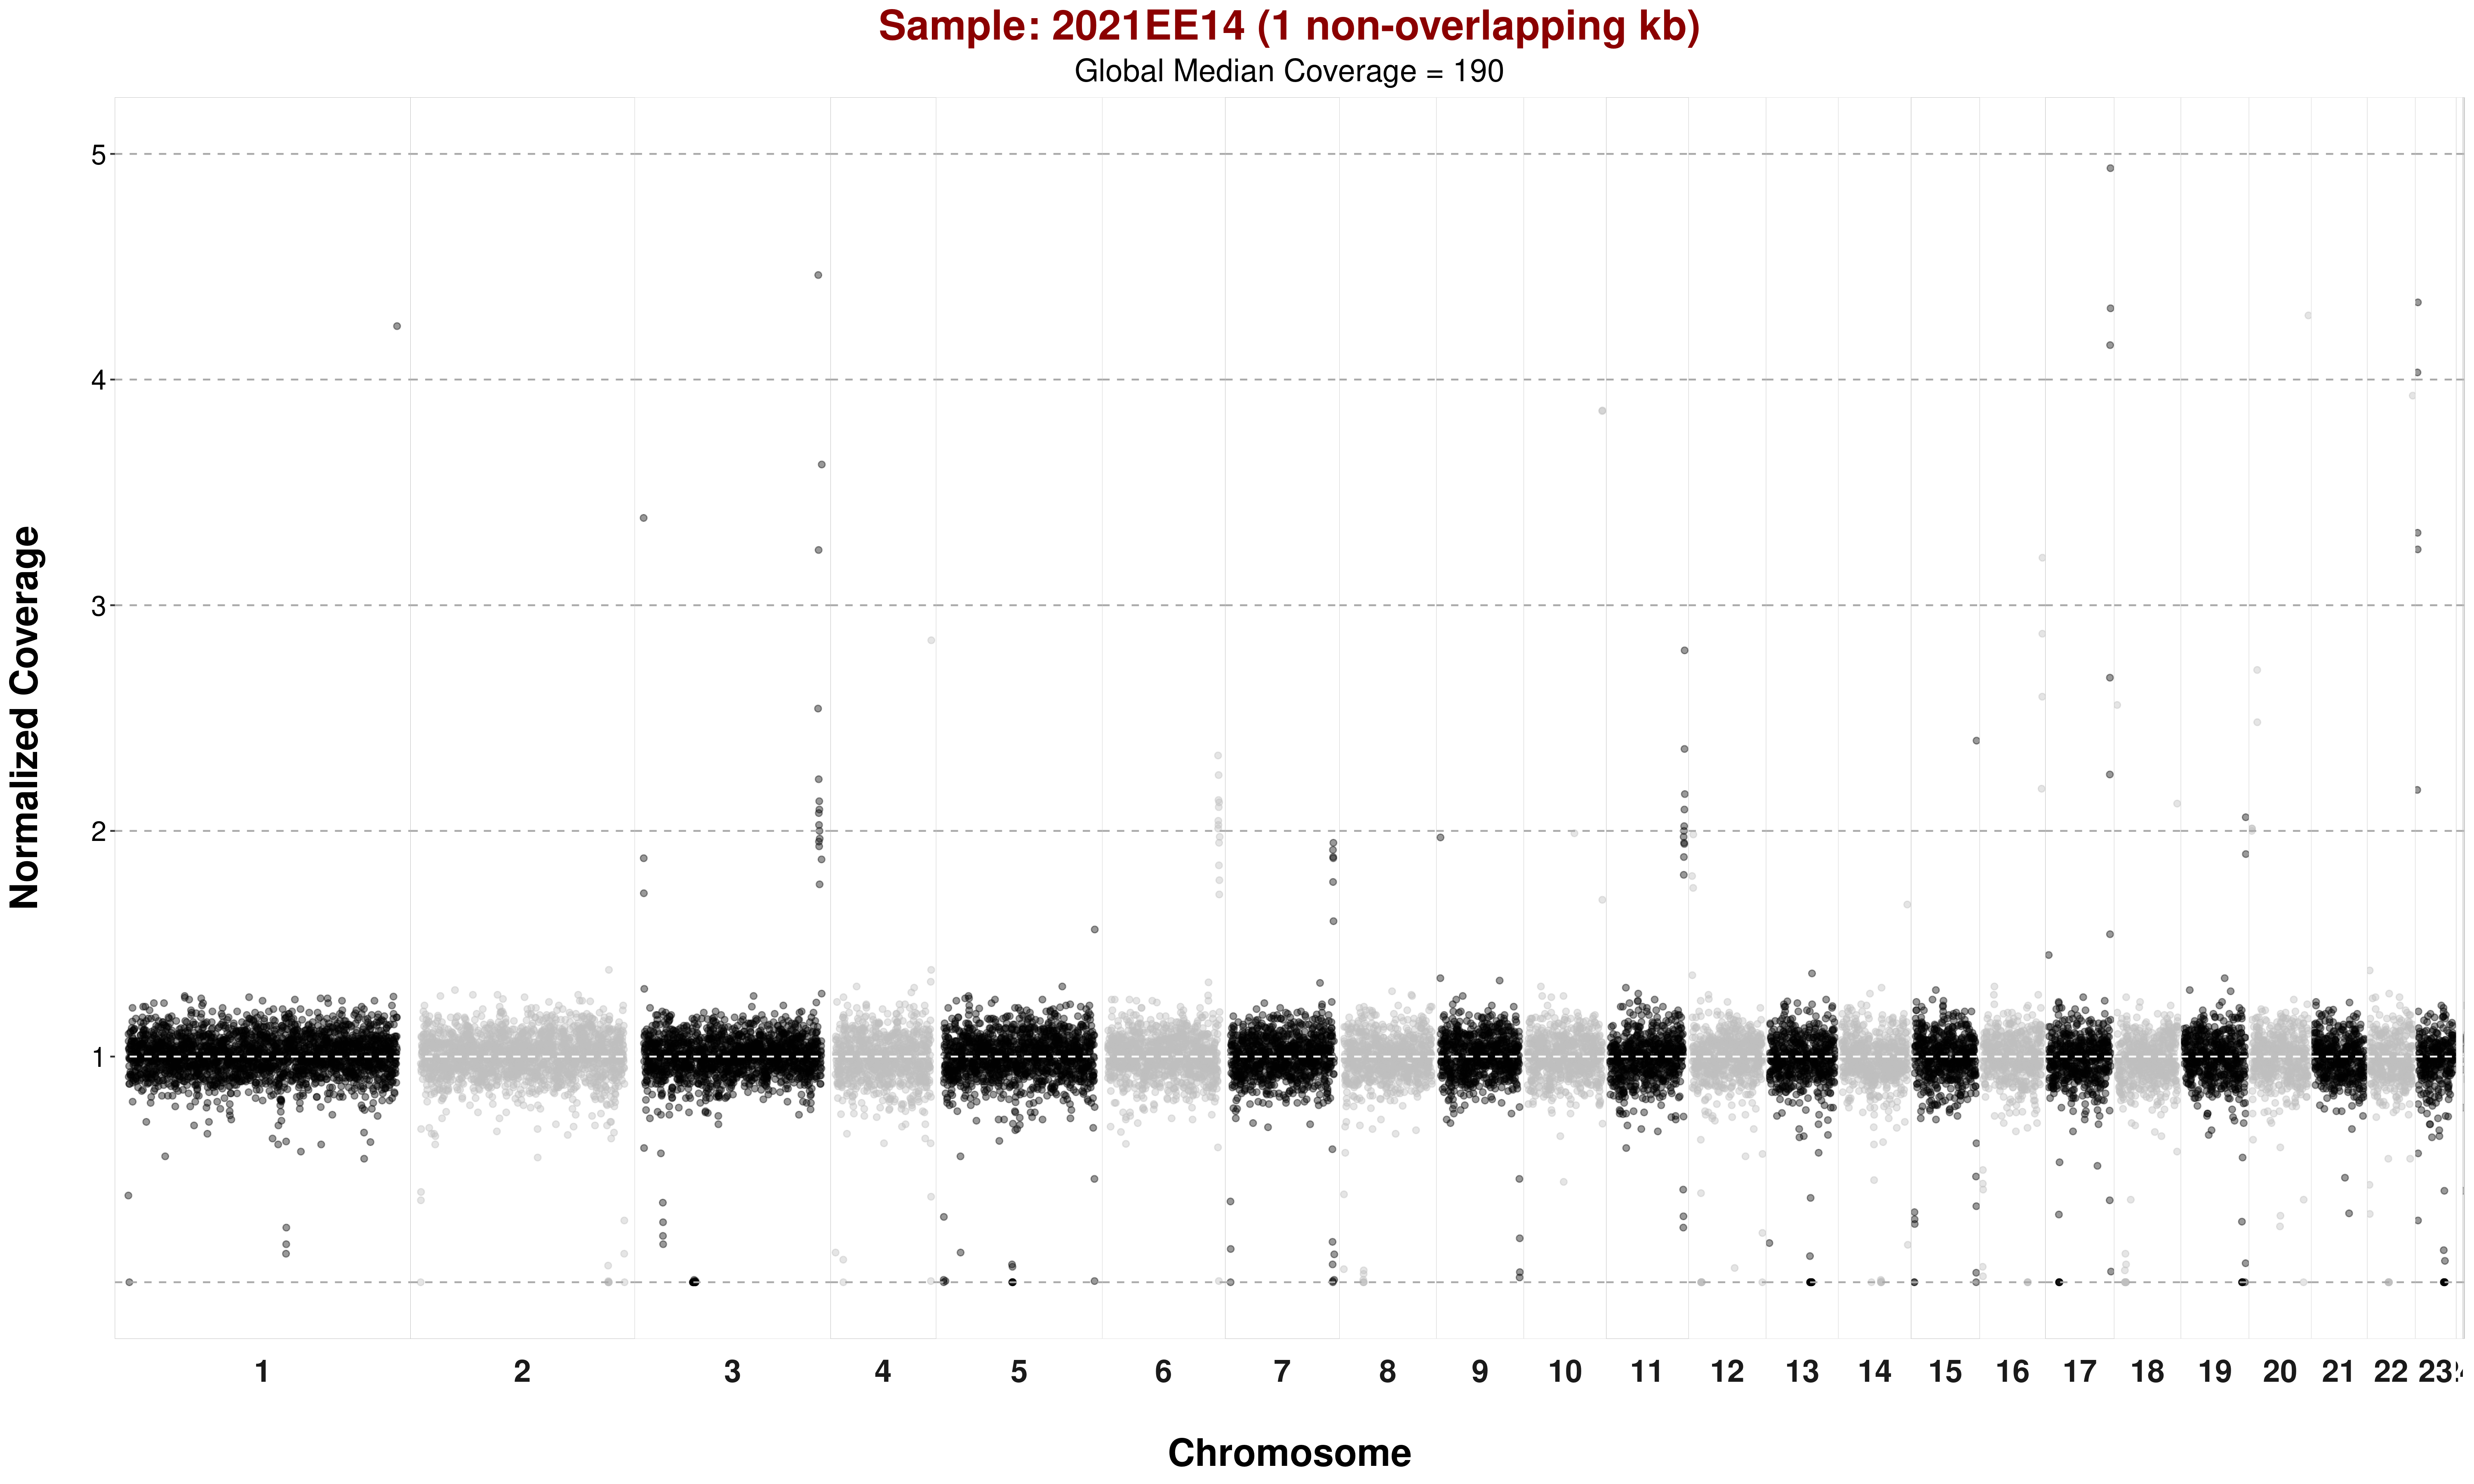 Sample: 2021EE14 (1 non-overlapping kb)
Global Median Coverage = 190
Normalized Coverage
5
4
3
2
1
1 2 3 4 5 6 7 8 9 10 11 12 13 14 15 16 17 18 19 20 21 22 23
Chromosome